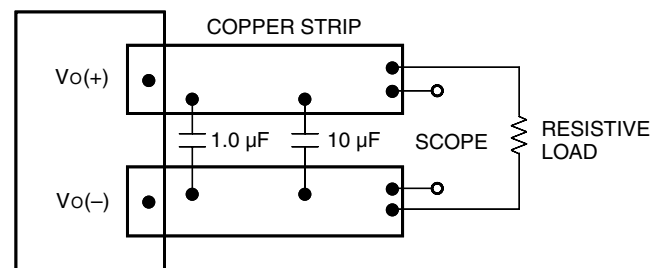 COPPER STRIP
VO(+)
1.0 µF
10 µF
SCOPE
RESISTIVE
LOAD
VO(–)